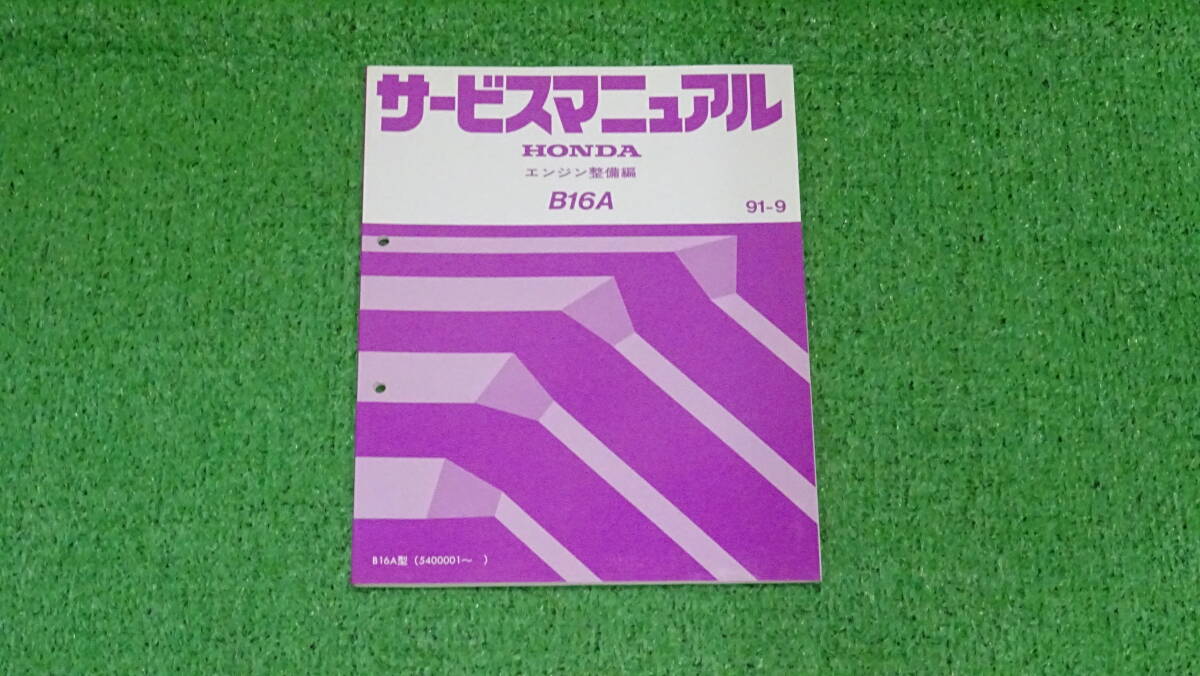 サービスマニュアル
HONDA
エンジン整備編
B16A
91-9
B16A型 (5400001～ )